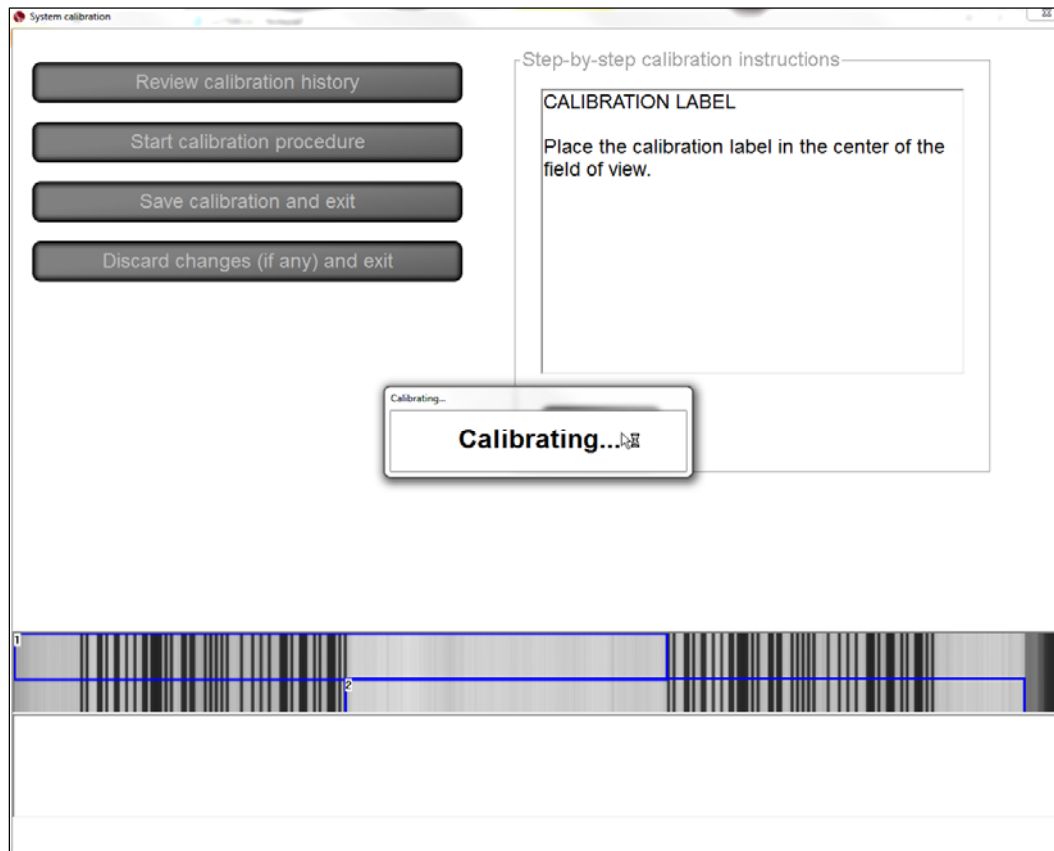 System calibration
Review calibration history
Start calibration procedure
Save calibration and exit
Discard changes (if any) and exit
Step-by-step calibration instructions
CALIBRATION LABEL
Place the calibration label in the center of the
field of view.
Calibrating...
Calibrating...
1
2